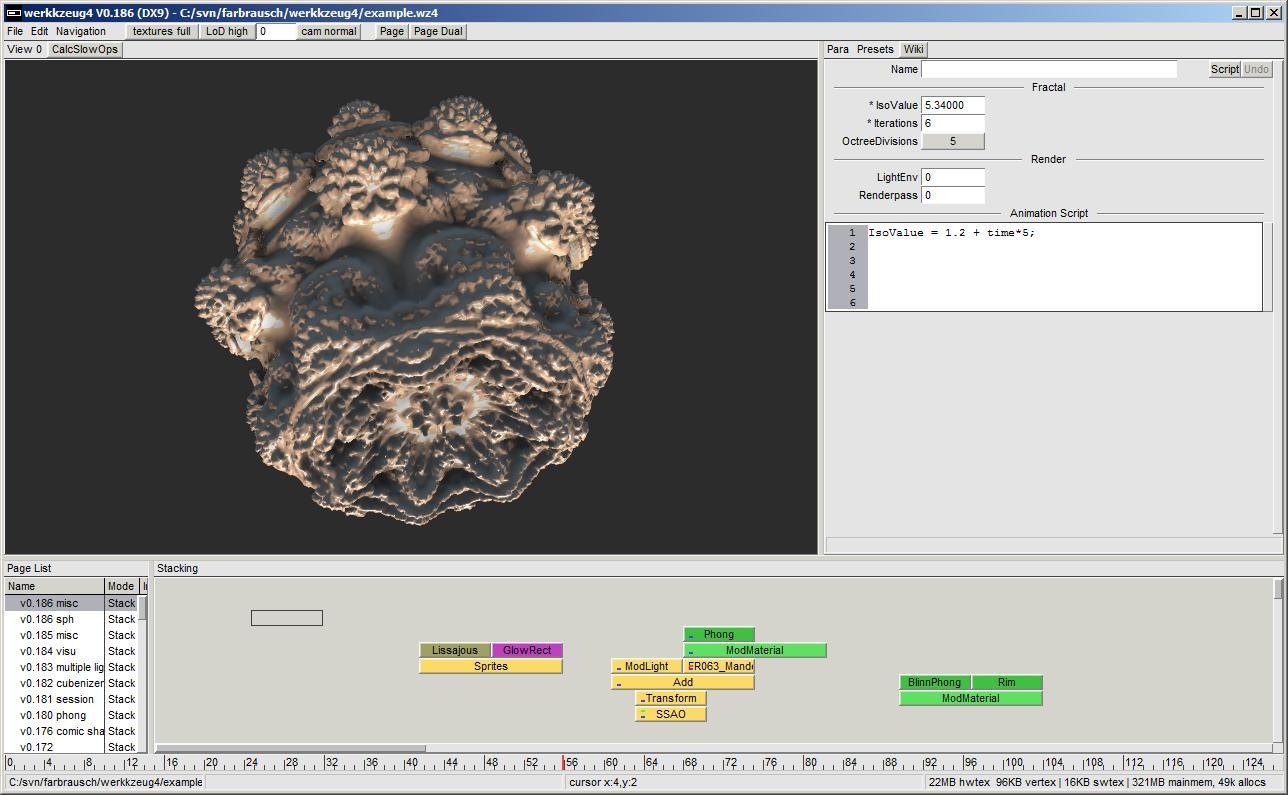 werkkzeug4 V0.186 (DX9) - C:/svn/farbrausch/werkkzeug4/example.wz4
File Edit Navigation textures full LoD high 0 cam normal Page Page Dual
View 0 CalcSlowOps
Para Presets Wiki
Name Script Undo
Fractal
* IsoValue 5.34000
* Iterations 6
OctreeDivisions 5
Render
LightEnv 0
Renderpass 0
Animation Script
1 IsoValue = 1.2 + time*5;
2
3
4
5
6
Page List
Name Mode
v0.186 misc Stack
v0.186 sph Stack
v0.185 misc Stack
v0.184 visu Stack
v0.183 multiple lig Stack
v0.182 cubenizer Stack
v0.181 session Stack
v0.180 phong Stack
v0.176 comic sha Stack
v0.172 Stack
Stacking
Phong
Lissajous GlowRect ModMaterial
Sprites ModLight ER063_Mand
Add BlinnPhong Rim
Transform ModMaterial
SSAO
0 4 8 12 16 20 24 28 32 36 40 44 48 52 56 60 64 68 72 76 80 84 88 92 96 100 104 108 112 116 120 124
C:/svn/farbrausch/werkkzeug4/example cursor x:4,y:2 22MB hwtex 96KB vertex | 16KB swtex | 321MB mainmem, 49k allocs